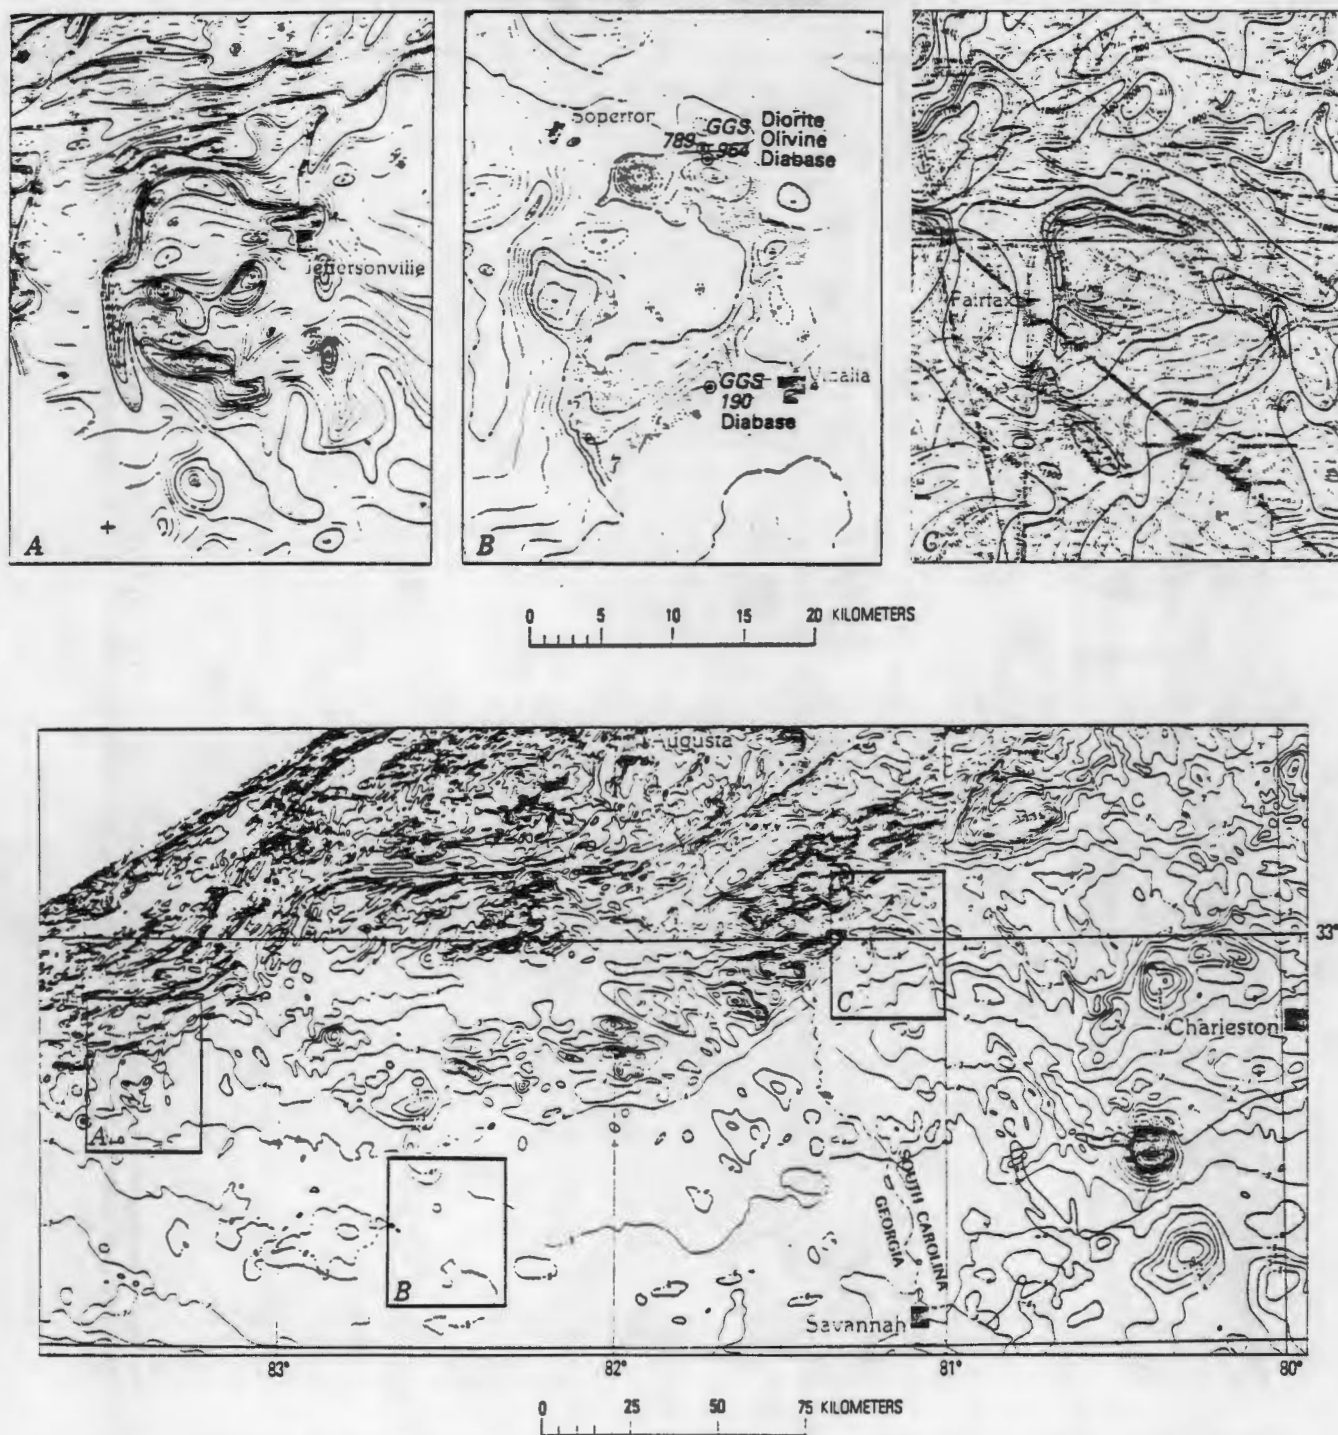 Jeffersonville
A
Soperton
GGS Diorite
789 Olivine
964 Diabase
Vidalia
GGS
190
Diabase
B
Fairfax
C
0 5 10 15 20 KILOMETERS
Augusta
33°
C
Charleston
A
SOUTH CAROLINA
GEORGIA
B
Savannah
83° 82° 81° 80°
0 25 50 75 KILOMETERS